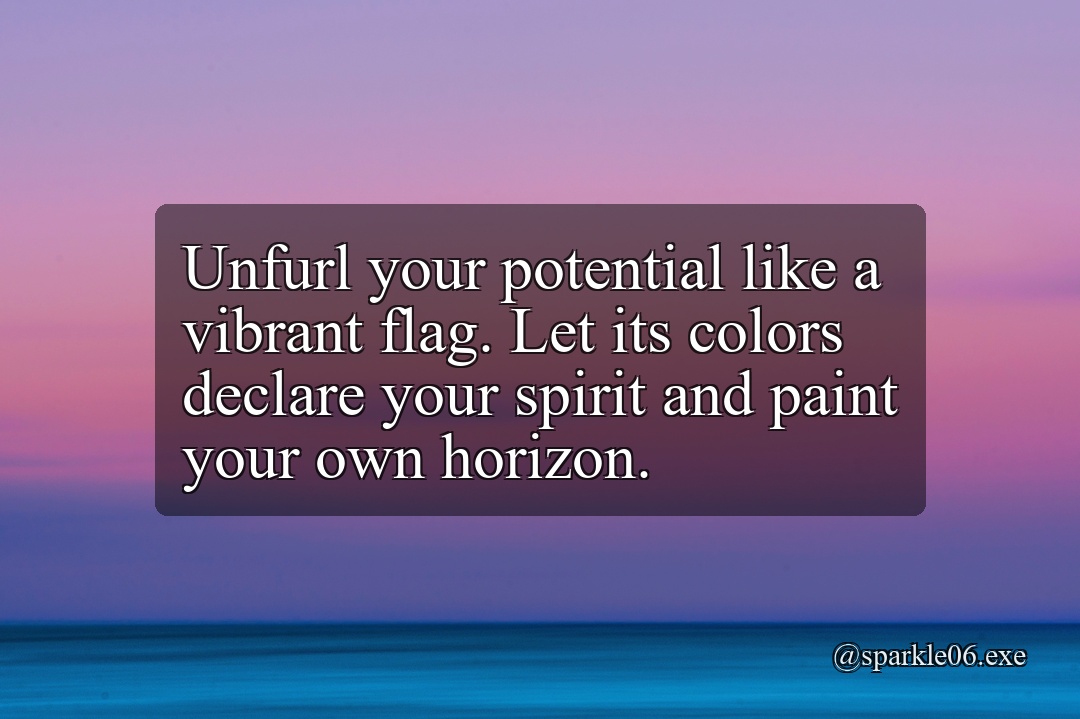 Unfurl your potential like a
vibrant flag. Let its colors
declare your spirit and paint
your own horizon.
@sparkle06.exe